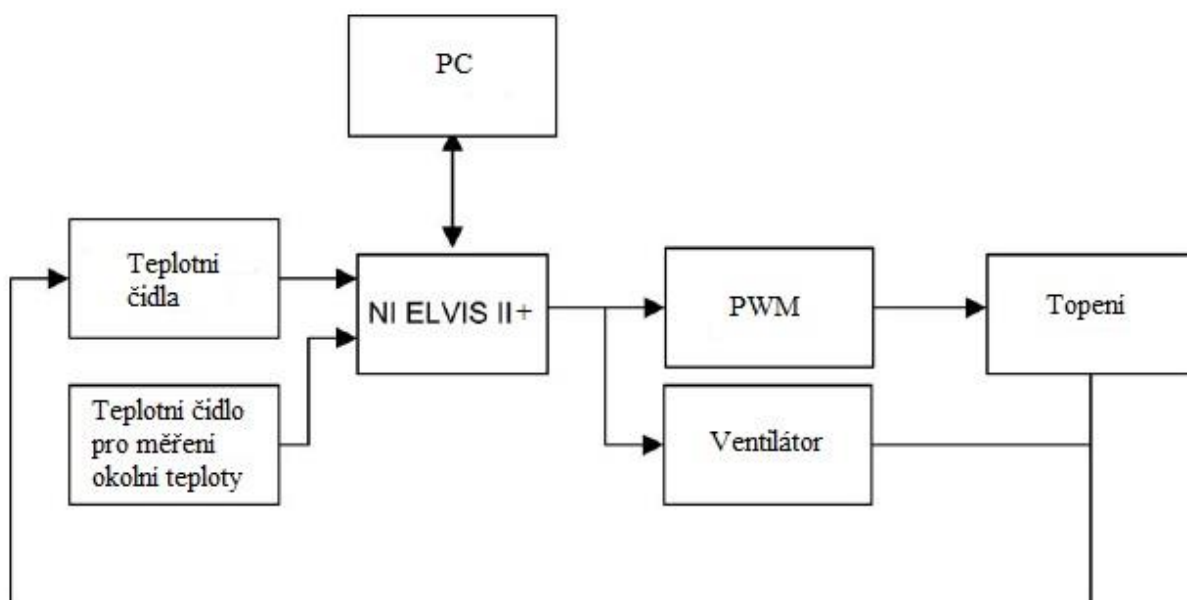 PC
Teplotní
čidla
NI ELVIS II+
PWM
Topení
Teplotní čidlo
pro měření
okolní teploty
Ventilátor